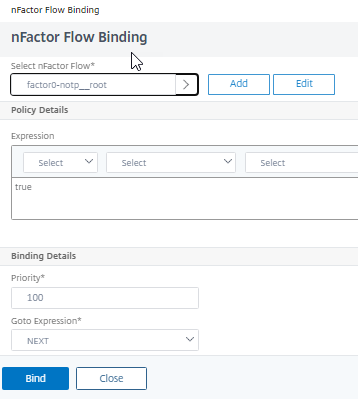 nFactor Flow Binding
nFactor Flow Binding
Select nFactor Flow*
factor0-notp__root
Add
Edit
Policy Details
Expression
Select
Select
Select
true
Binding Details
Priority*
100
Goto Expression*
NEXT
Bind
Close